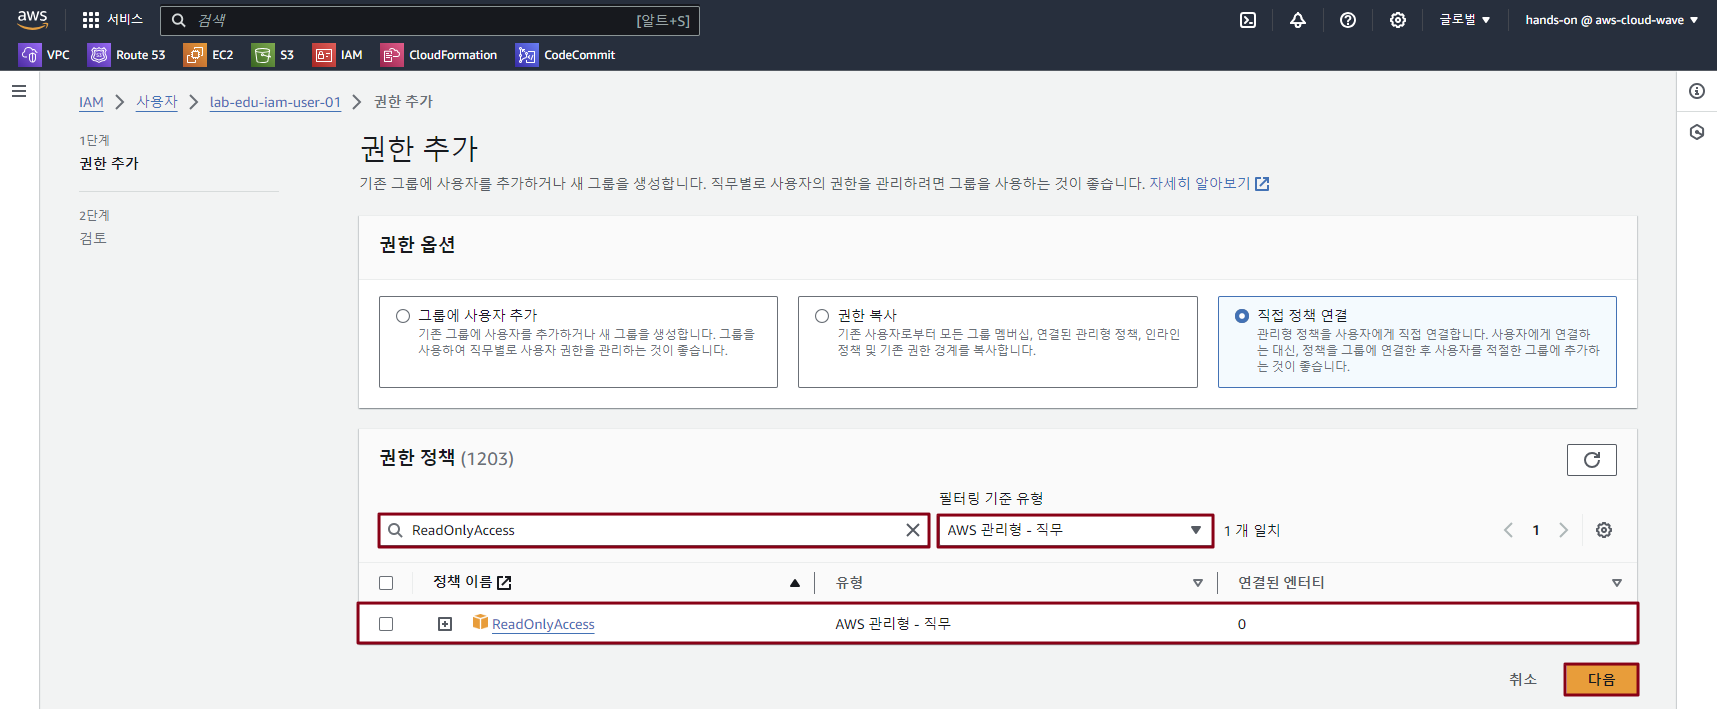 aws
서비스
검색
[알트+S]
글로벌
hands-on @ aws-cloud-wave
VPC
Route 53
EC2
S3
IAM
CloudFormation
CodeCommit
IAM
사용자
lab-edu-iam-user-01
권한 추가
1단계
권한 추가
2단계
검토
권한 추가
기존 그룹에 사용자를 추가하거나 새 그룹을 생성합니다. 직무별로 사용자의 권한을 관리하려면 그룹을 사용하는 것이 좋습니다. 자세히 알아보기
권한 옵션
그룹에 사용자 추가
기존 그룹에 사용자를 추가하거나 새 그룹을 생성합니다. 그룹을
사용하여 직무별로 사용자 권한을 관리하는 것이 좋습니다.
권한 복사
기존 사용자로부터 모든 그룹 멤버십, 연결된 관리형 정책, 인라인
정책 및 기존 권한 경계를 복사합니다.
직접 정책 연결
관리형 정책을 사용자에게 직접 연결합니다. 사용자에게 연결하
는 대신, 정책을 그룹에 연결한 후 사용자를 적절한 그룹에 추가하
는 것이 좋습니다.
권한 정책 (1203)
필터링 기준 유형
ReadOnlyAccess
AWS 관리형 - 직무
1 개 일치
1
정책 이름
유형
연결된 엔터티
ReadOnlyAccess
AWS 관리형 - 직무
0
취소
다음